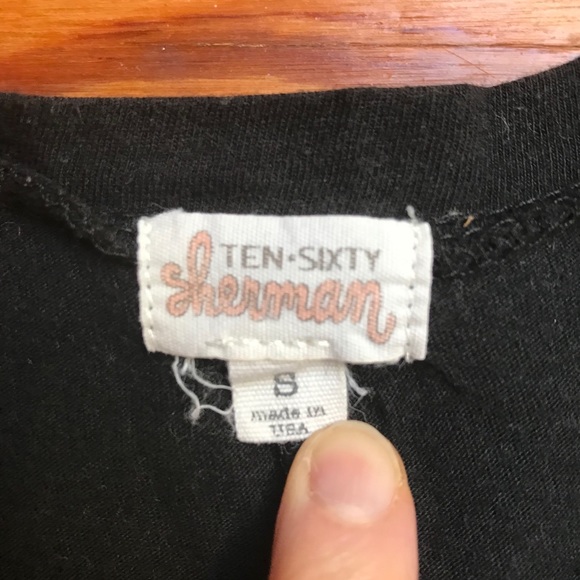 TEN·SIXTY
Sherman
S
made in
USA